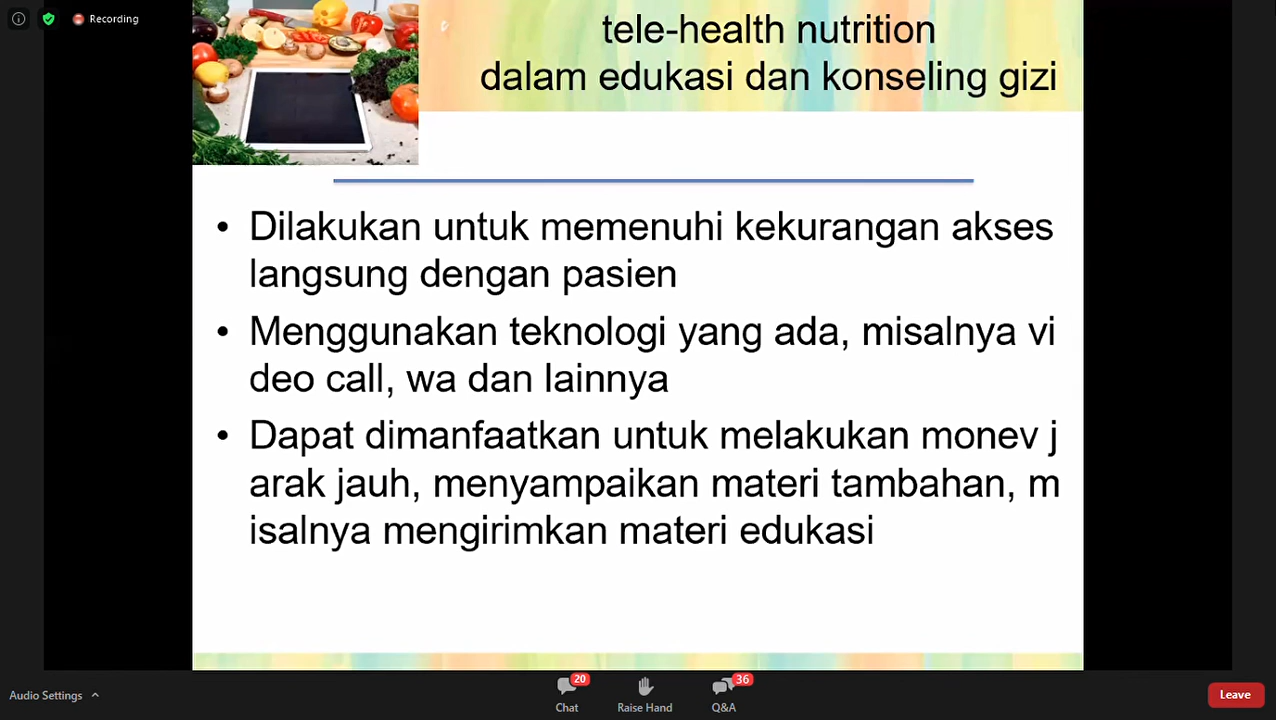 Recording
tele-health nutrition
dalam edukasi dan konseling gizi
• Dilakukan untuk memenuhi kekurangan akses
langsung dengan pasien
• Menggunakan teknologi yang ada, misalnya vi
deo call, wa dan lainnya
• Dapat dimanfaatkan untuk melakukan monev j
arak jauh, menyampaikan materi tambahan, m
isalnya mengirimkan materi edukasi
Audio Settings
20
Chat
Raise Hand
36
Q&A
Leave